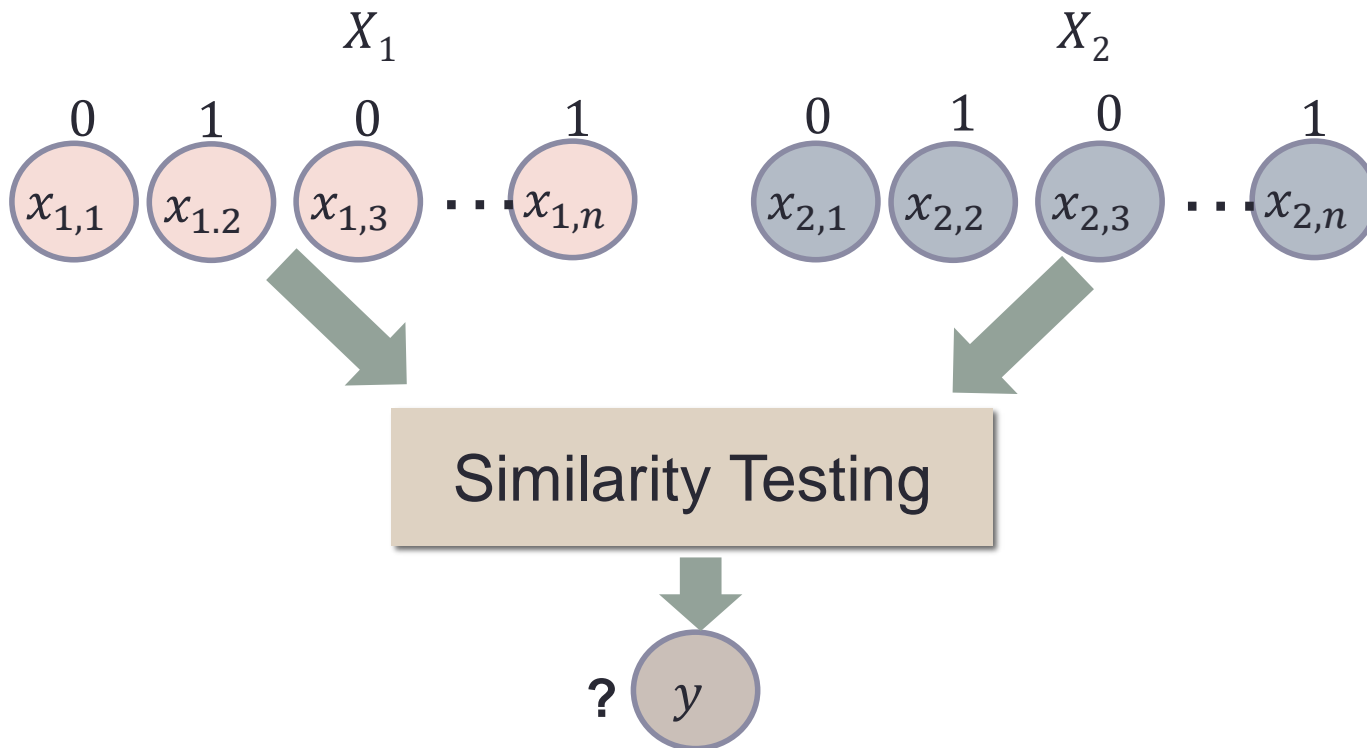 X₁ X₂
0 1 0 1 0 1 0 1
x₁,₁ x₁.₂ x₁,₃ ⋯ x₁,ₙ x₂,₁ x₂,₂ x₂,₃ ⋯ x₂,ₙ
Similarity Testing
? y